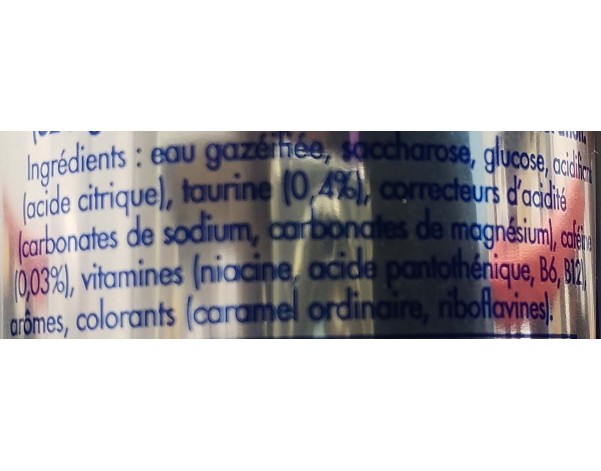 Ingrédients : eau gazéifiée, saccharose, glucose, acidifiant
(acide citrique), taurine (0,4%), correcteurs d'acidité
(carbonates de sodium, carbonates de magnésium), caféine
(0,03%), vitamines (niacine, acide pantothénique, B6, B12),
arômes, colorants (caramel ordinaire, riboflavines).